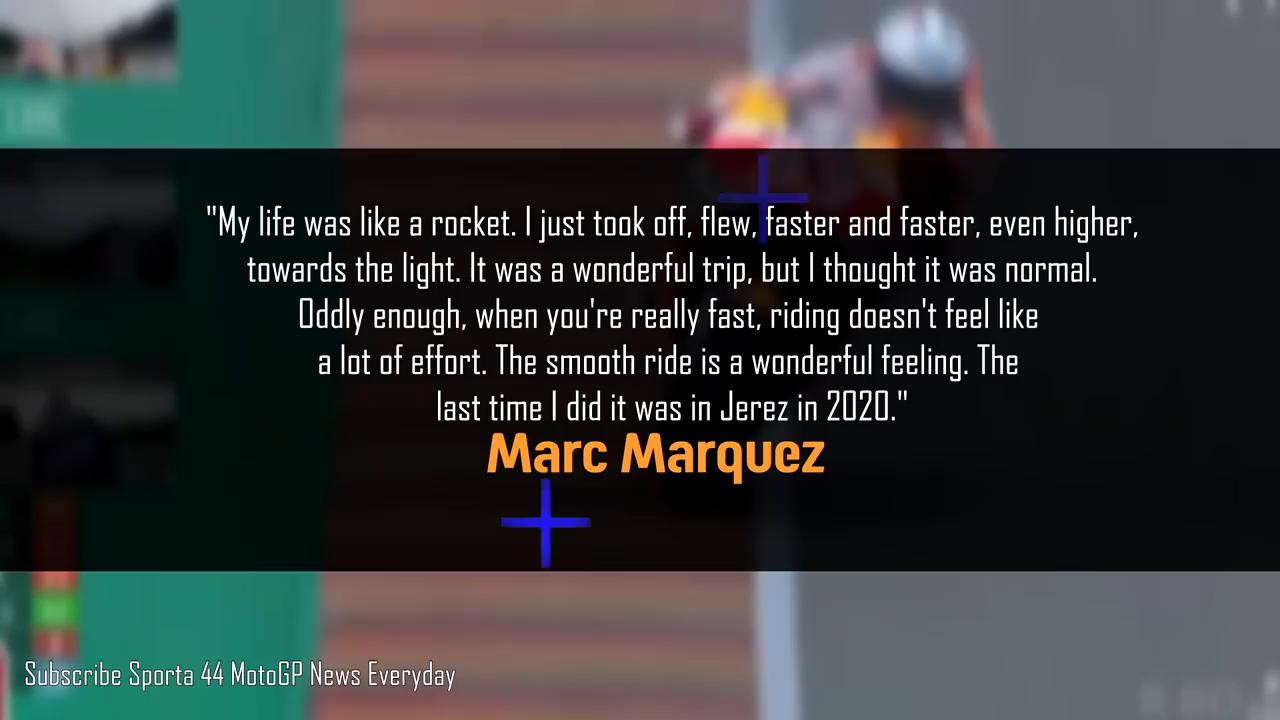 "My life was like a rocket. I just took off, flew, faster and faster, even higher,
towards the light. It was a wonderful trip, but I thought it was normal.
Oddly enough, when you're really fast, riding doesn't feel like
a lot of effort. The smooth ride is a wonderful feeling. The
last time I did it was in Jerez in 2020."
Marc Marquez
Subscribe Sporta 44 MotoGP News Everyday